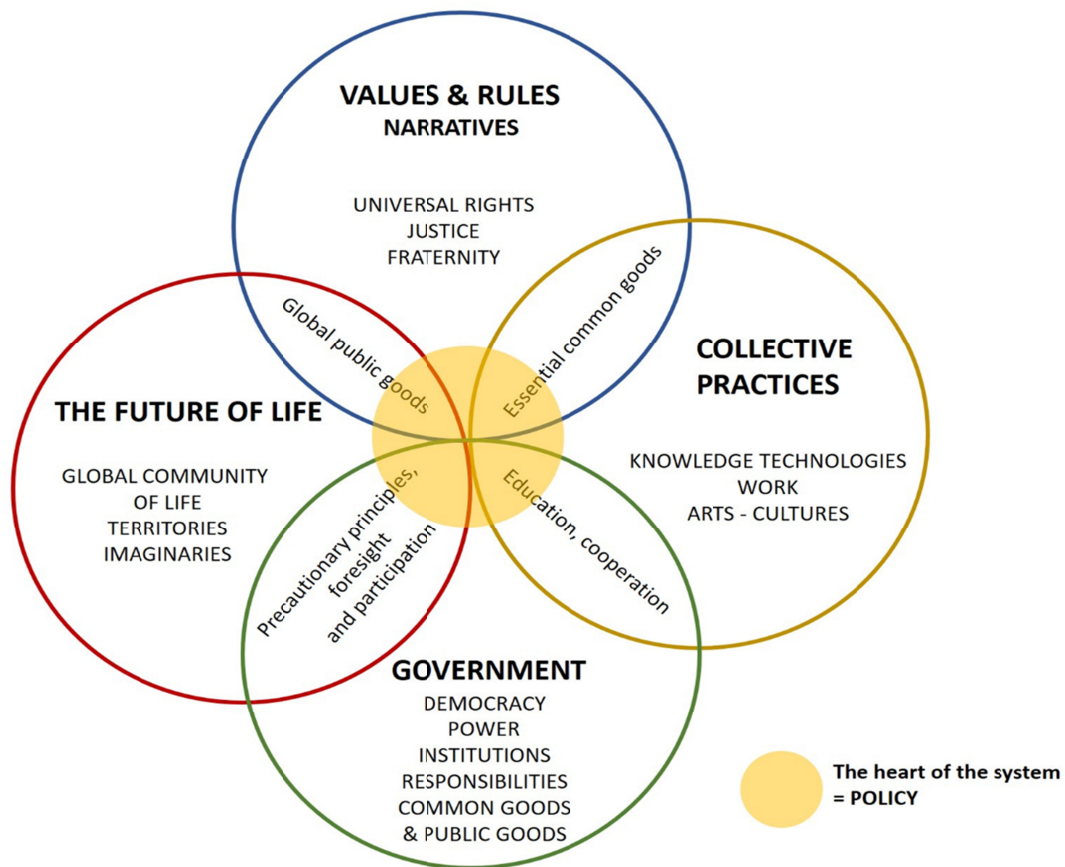 VALUES & RULES
NARRATIVES
UNIVERSAL RIGHTS
JUSTICE
FRATERNITY
Global public goods
Essential common goods
THE FUTURE OF LIFE
GLOBAL COMMUNITY
OF LIFE
TERRITORIES
IMAGINARIES
COLLECTIVE
PRACTICES
KNOWLEDGE TECHNOLOGIES
WORK
ARTS - CULTURES
Precautionary principles,
foresight
and participation
Education, cooperation
GOVERNMENT
DEMOCRACY
POWER
INSTITUTIONS
RESPONSIBILITIES
COMMON GOODS
& PUBLIC GOODS
The heart of the system
= POLICY